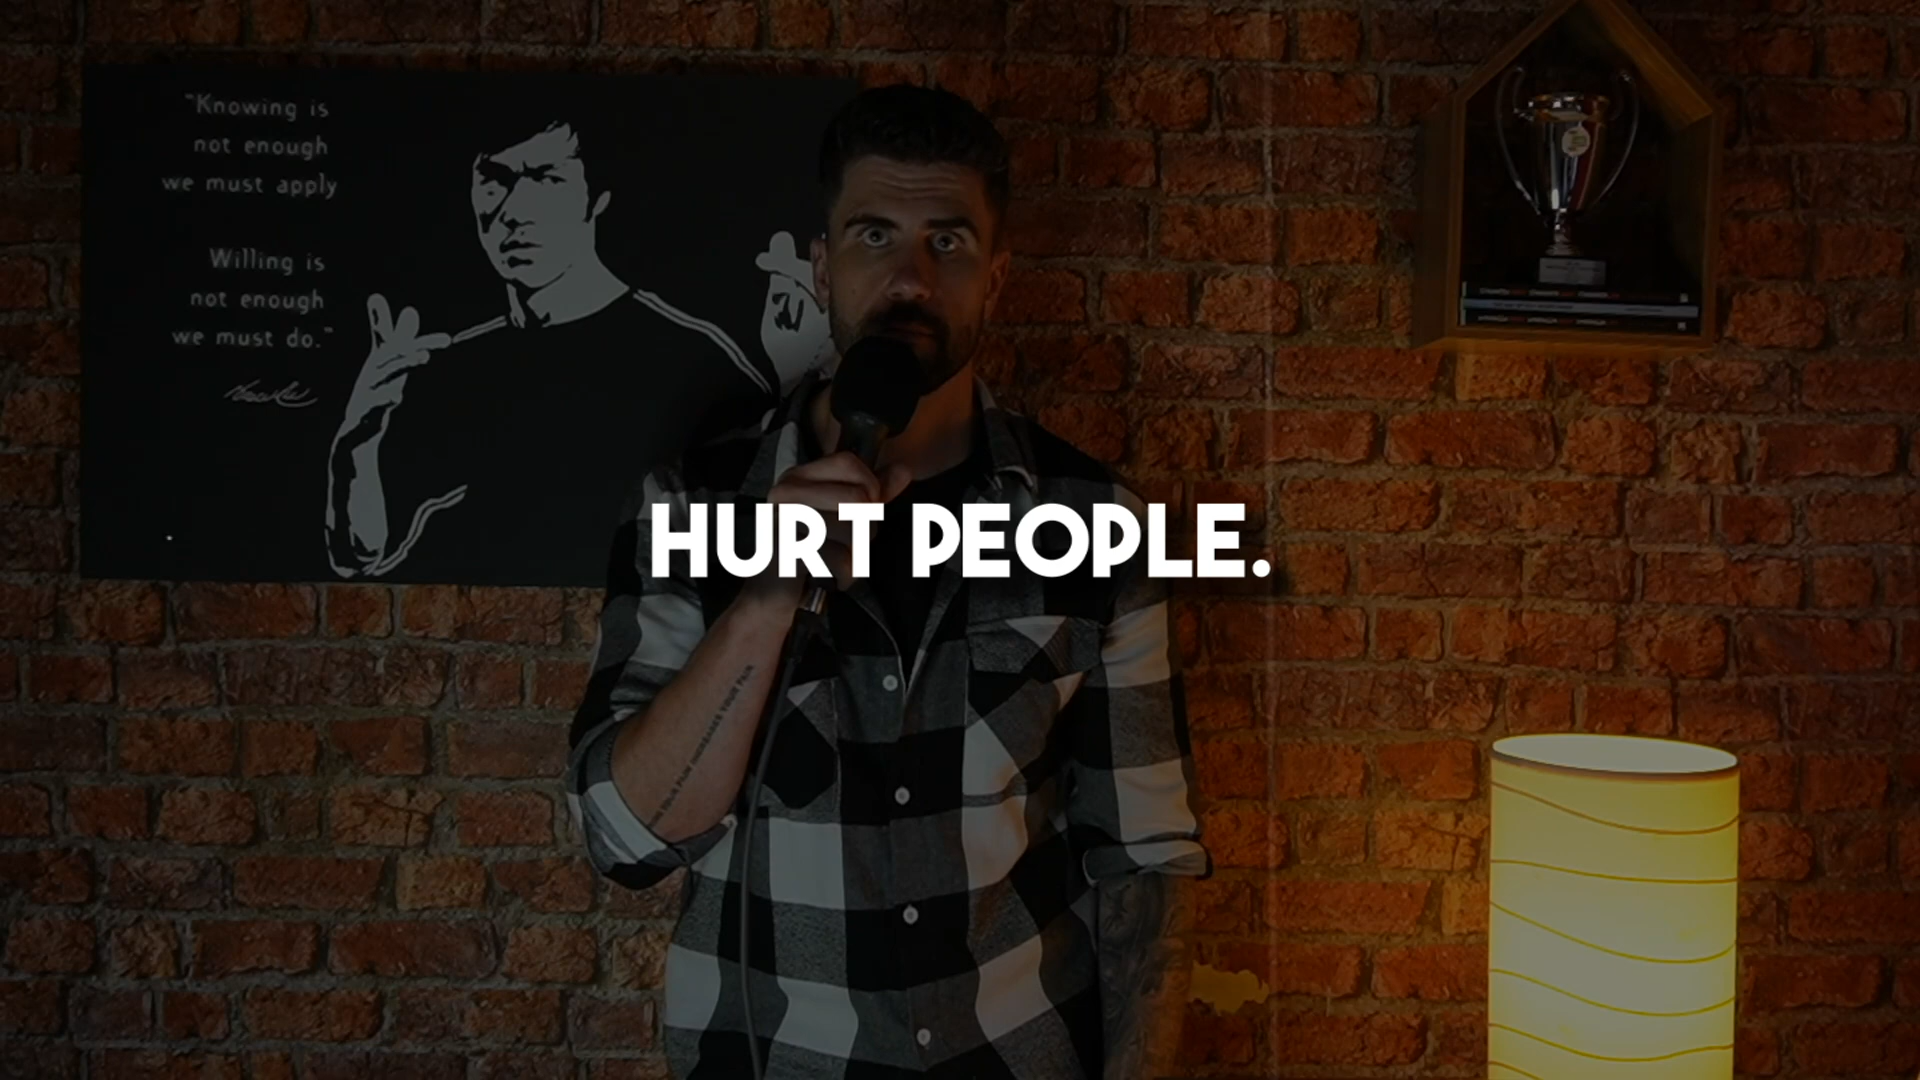 "Knowing is
not enough
we must apply
Willing is
not enough
we must do."
HURT PEOPLE.